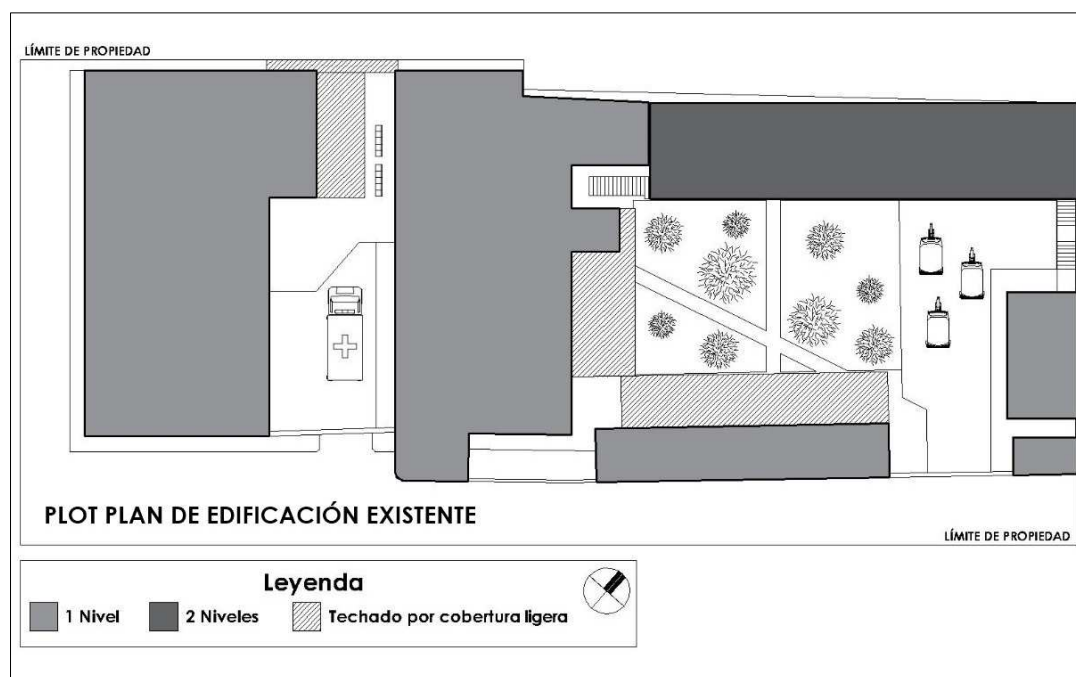 LÍMITE DE PROPIEDAD
PLOT PLAN DE EDIFICACIÓN EXISTENTE
LÍMITE DE PROPIEDAD
Leyenda
1 Nivel
2 Niveles
Techado por cobertura ligera